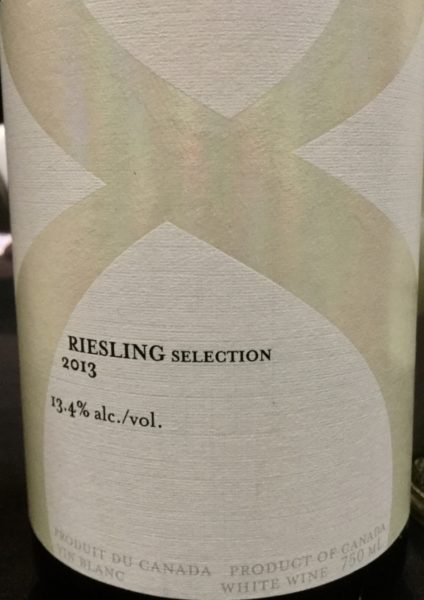 RIESLING SELECTION
2013
13.4% alc./vol.
PRODUIT DU CANADA PRODUCT OF CANADA
VIN BLANC WHITE WINE 750 ML